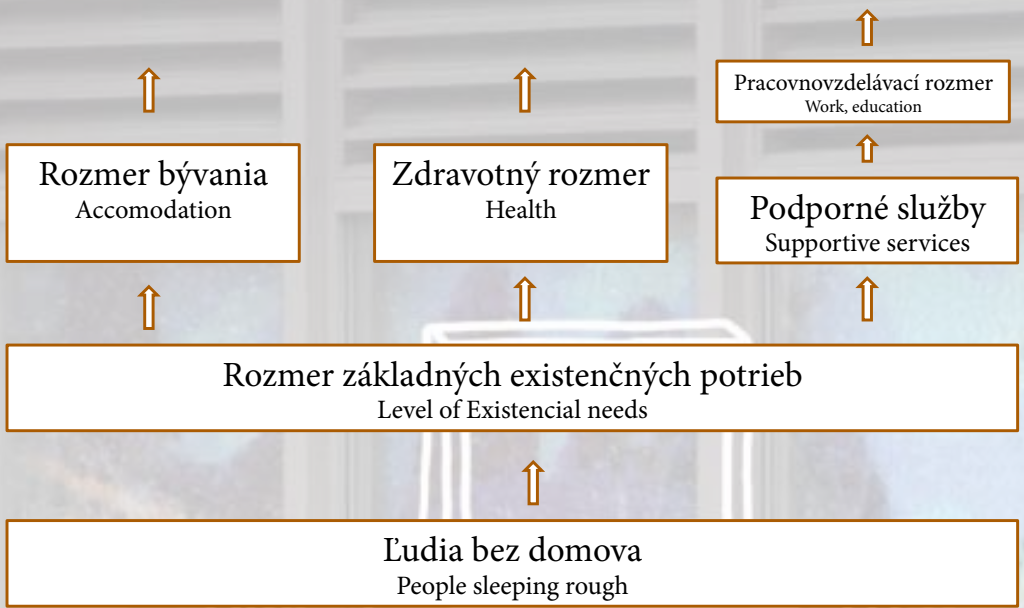 Pracovnovzdelávací rozmer
Work, education
Rozmer bývania
Accomodation
Zdravotný rozmer
Health
Podporné služby
Supportive services
Rozmer základných existenčných potrieb
Level of Existencial needs
Ľudia bez domova
People sleeping rough